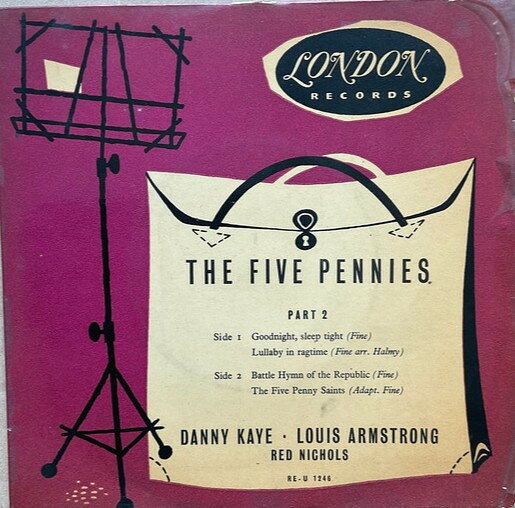 LONDON
RECORDS
THE FIVE PENNIES
PART 2
Side 1 Goodnight, sleep tight (Fine)
Lullaby in ragtime (Fine arr. Halmy)
Side 2 Battle Hymn of the Republic (Fine)
The Five Penny Saints (Adapt. Fine)
DANNY KAYE · LOUIS ARMSTRONG
RED NICHOLS
RE-U 1246